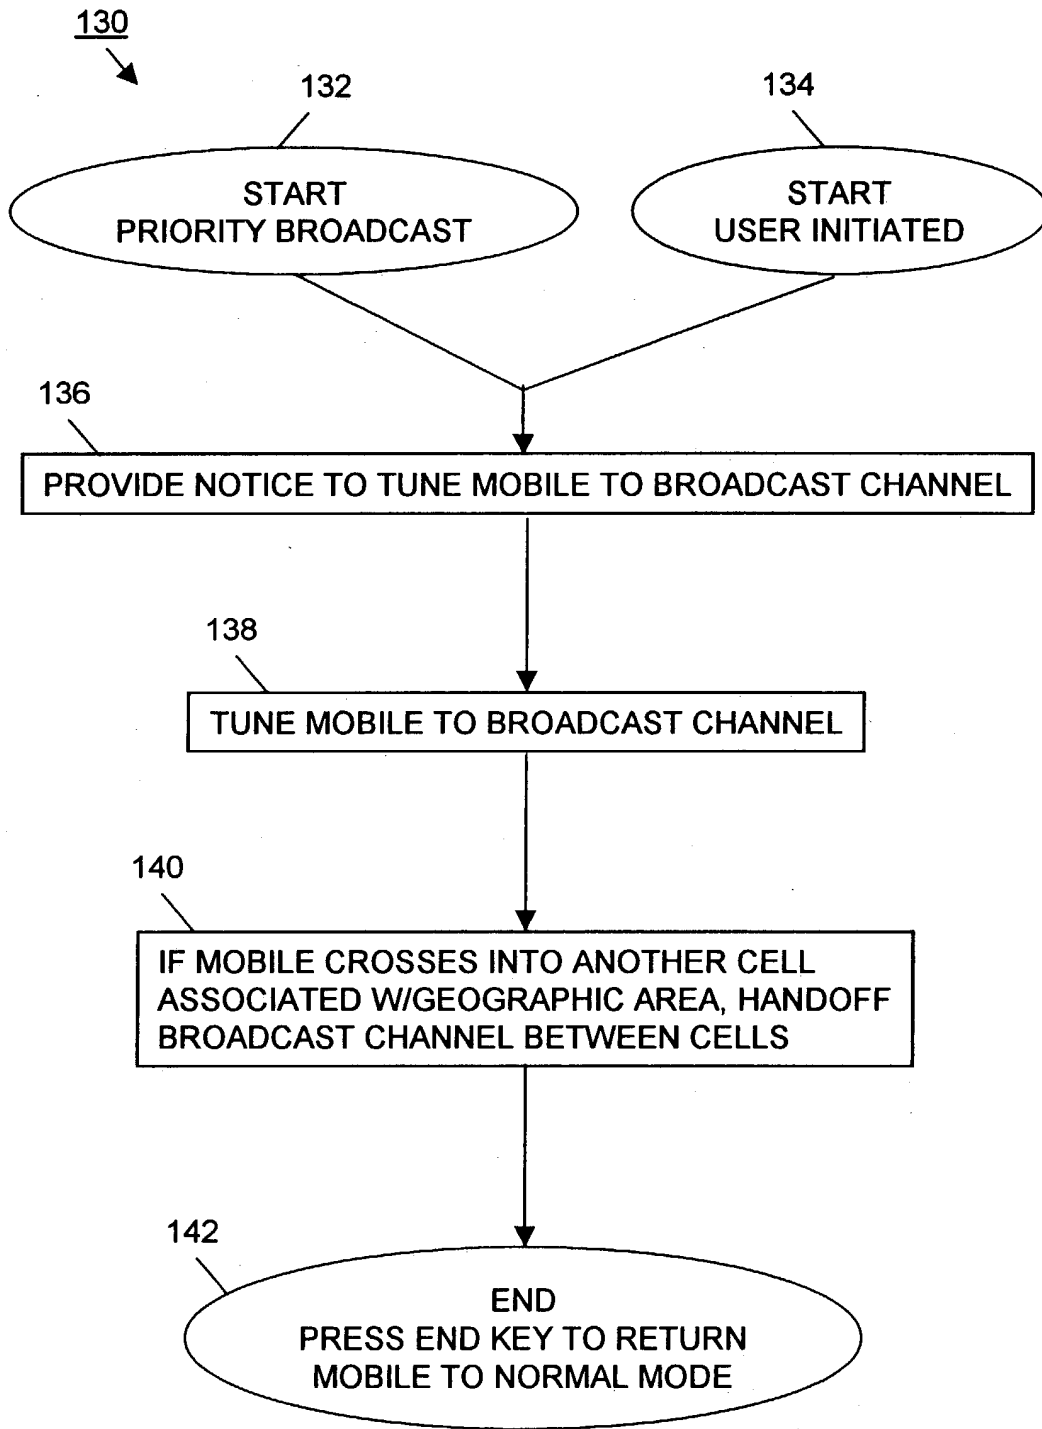 130
132
134
START
PRIORITY BROADCAST
START
USER INITIATED
136
PROVIDE NOTICE TO TUNE MOBILE TO BROADCAST CHANNEL
138
TUNE MOBILE TO BROADCAST CHANNEL
140
IF MOBILE CROSSES INTO ANOTHER CELL
ASSOCIATED W/GEOGRAPHIC AREA, HANDOFF
BROADCAST CHANNEL BETWEEN CELLS
142
END
PRESS END KEY TO RETURN
MOBILE TO NORMAL MODE